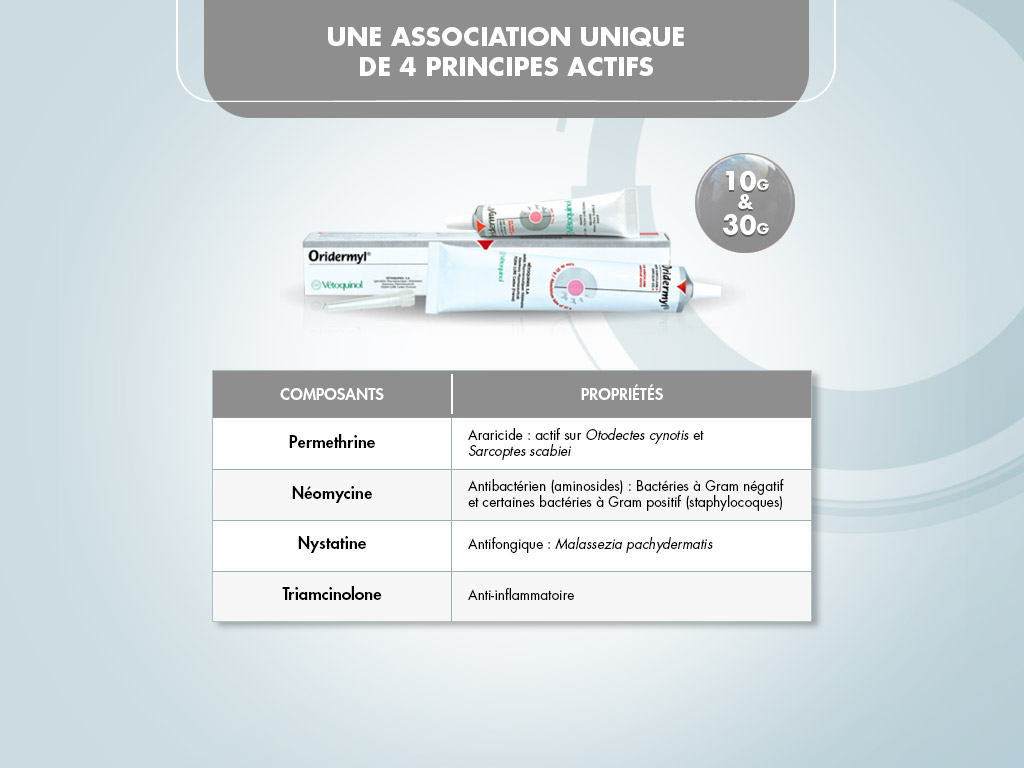 UNE ASSOCIATION UNIQUE
DE 4 PRINCIPES ACTIFS
10G
&
30G
Oridermyl®
Vétoquinol
VÉTOQUINOL S.A.
Vétoquinol
Oridermyl
COMPOSANTS PROPRIÉTÉS
Permethrine
Araricide : actif sur Otodectes cynotis et
Sarcoptes scabiei
Néomycine
Antibactérien (aminosides) : Bactéries à Gram négatif
et certaines bactéries à Gram positif (staphylocoques)
Nystatine
Antifongique : Malassezia pachydermatis
Triamcinolone
Anti-inflammatoire